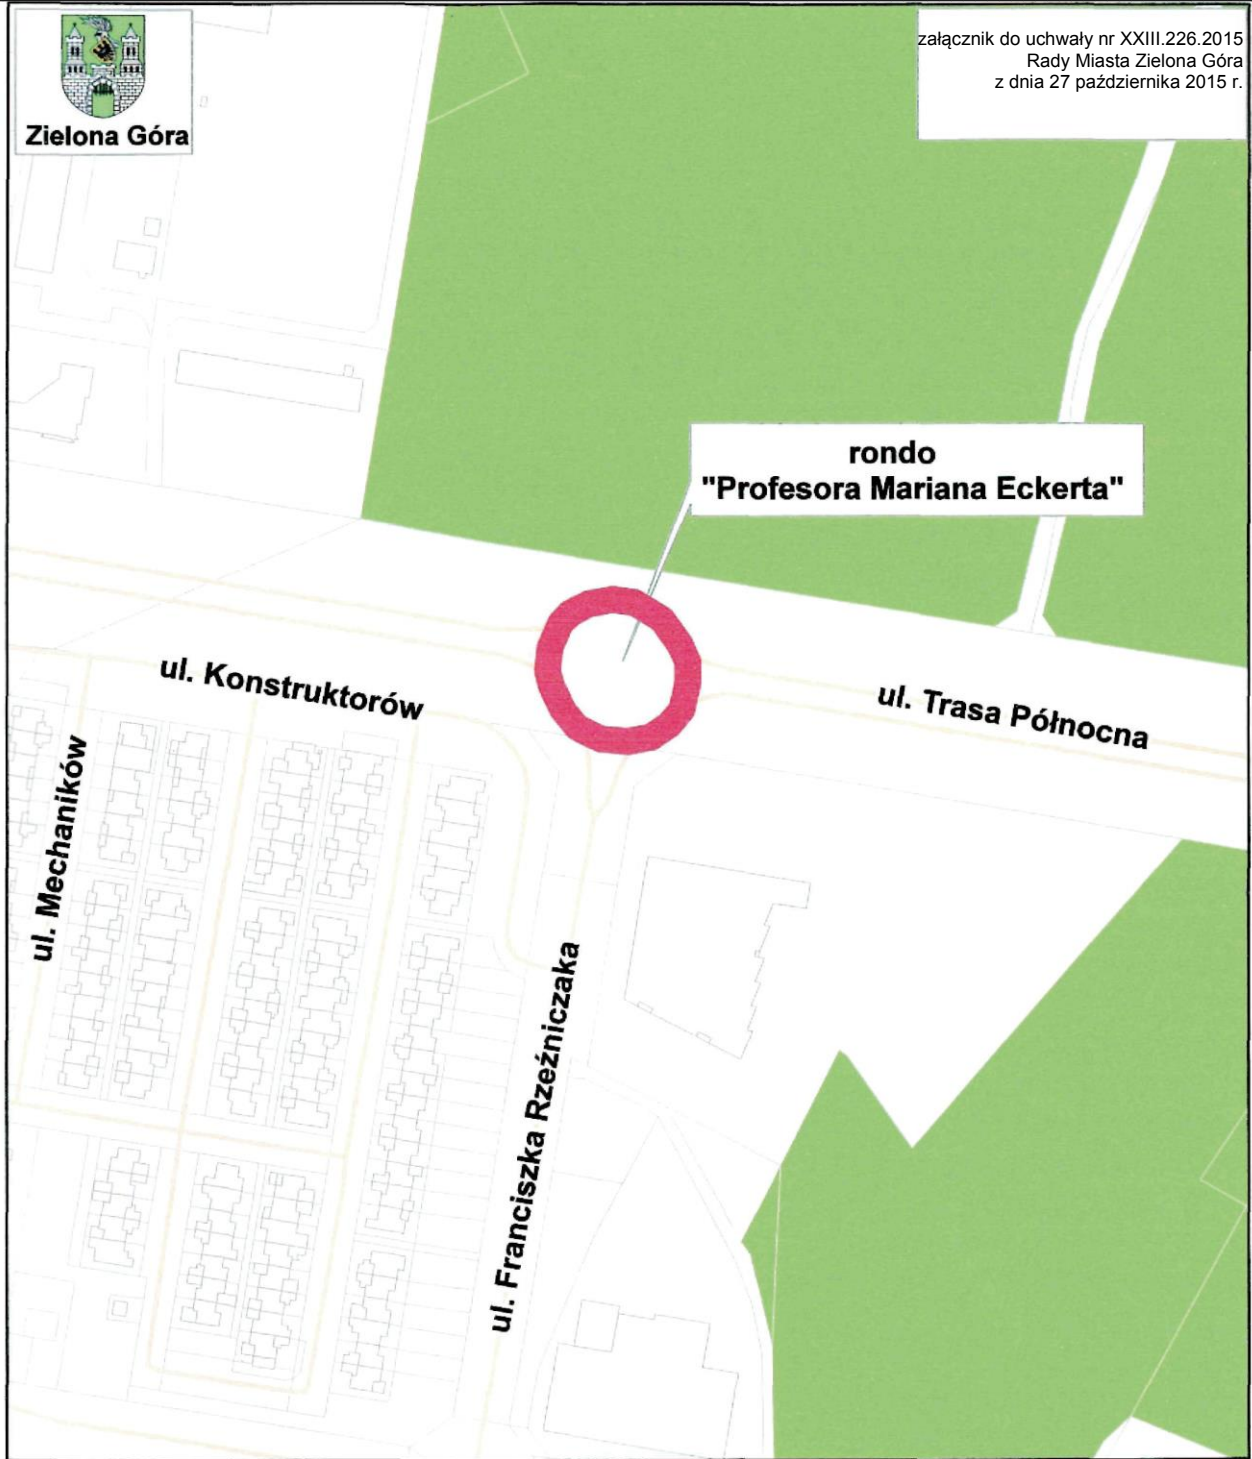 Zielona Góra
załącznik do uchwały nr XXIII.226.2015
Rady Miasta Zielona Góra
z dnia 27 października 2015 r.
rondo
"Profesora Mariana Eckerta"
ul. Konstruktorów
ul. Trasa Północna
ul. Mechaników
ul. Franciszka Rzeźniczaka